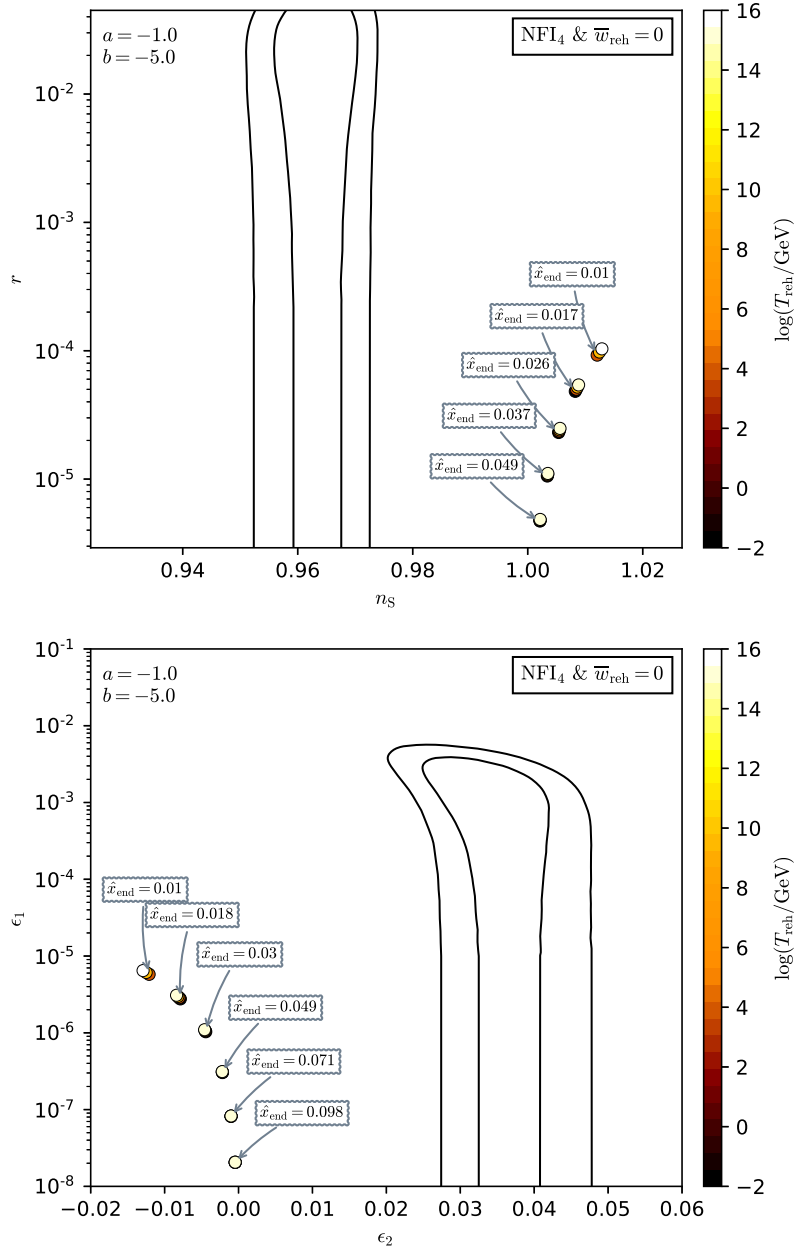 a = −1.0
b = −5.0
NFI₄ & w̅reh = 0
x̂end = 0.01
x̂end = 0.017
x̂end = 0.026
x̂end = 0.037
x̂end = 0.049
10⁻²
10⁻³
10⁻⁴
10⁻⁵
r
0.94 0.96 0.98 1.00 1.02
nS
16
14
12
10
8
6
4
2
0
−2
log(Treh/GeV)
a = −1.0
b = −5.0
NFI₄ & w̅reh = 0
x̂end = 0.01
x̂end = 0.018
x̂end = 0.03
x̂end = 0.049
x̂end = 0.071
x̂end = 0.098
10⁻¹
10⁻²
10⁻³
10⁻⁴
10⁻⁵
10⁻⁶
10⁻⁷
10⁻⁸
ϵ₁
−0.02 −0.01 0.00 0.01 0.02 0.03 0.04 0.05 0.06
ϵ₂
16
14
12
10
8
6
4
2
0
−2
log(Treh/GeV)